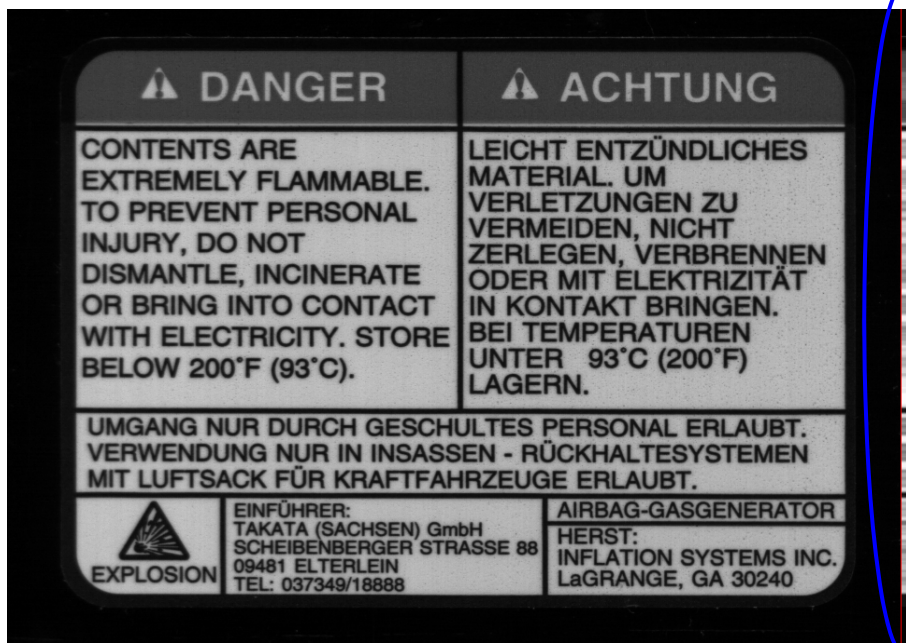 DANGER
CONTENTS ARE
EXTREMELY FLAMMABLE.
TO PREVENT PERSONAL
INJURY, DO NOT
DISMANTLE, INCINERATE
OR BRING INTO CONTACT
WITH ELECTRICITY. STORE
BELOW 200°F (93°C).
ACHTUNG
LEICHT ENTZÜNDLICHES
MATERIAL. UM
VERLETZUNGEN ZU
VERMEIDEN, NICHT
ZERLEGEN, VERBRENNEN
ODER MIT ELEKTRIZITÄT
IN KONTAKT BRINGEN.
BEI TEMPERATUREN
UNTER 93°C (200°F)
LAGERN.
UMGANG NUR DURCH GESCHULTES PERSONAL ERLAUBT.
VERWENDUNG NUR IN INSASSEN - RÜCKHALTESYSTEMEN
MIT LUFTSACK FÜR KRAFTFAHRZEUGE ERLAUBT.
EXPLOSION
EINFÜHRER:
TAKATA (SACHSEN) GmbH
SCHEIBENBERGER STRASSE 88
09481 ELTERLEIN
TEL: 037349/18888
AIRBAG-GASGENERATOR
HERST:
INFLATION SYSTEMS INC.
LaGRANGE, GA 30240